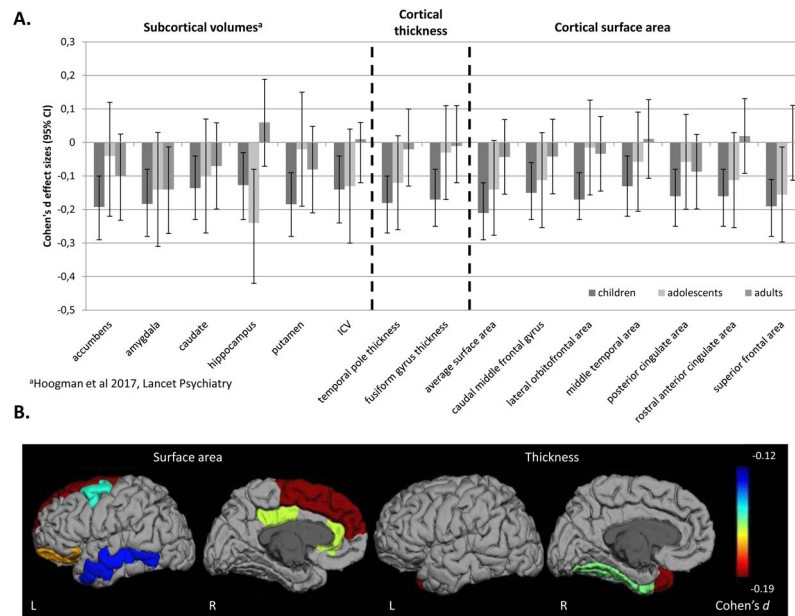 A.
Subcortical volumesᵃ
Cortical
thickness
Cortical surface area
Cohen's d effect sizes (95% CI)
0,3
0,2
0,1
0
-0,1
-0,2
-0,3
-0,4
-0,5
children
adolescents
adults
accumbens
amygdala
caudate
hippocampus
putamen
ICV
temporal pole thickness
fusiform gyrus thickness
average surface area
caudal middle frontal gyrus
lateral orbitofrontal area
middle temporal area
posterior cingulate area
rostral anterior cingulate area
superior frontal area
ᵃHoogman et al 2017, Lancet Psychiatry
B.
Surface area
Thickness
-0.12
-0.19
L
R
L
R
Cohen's d